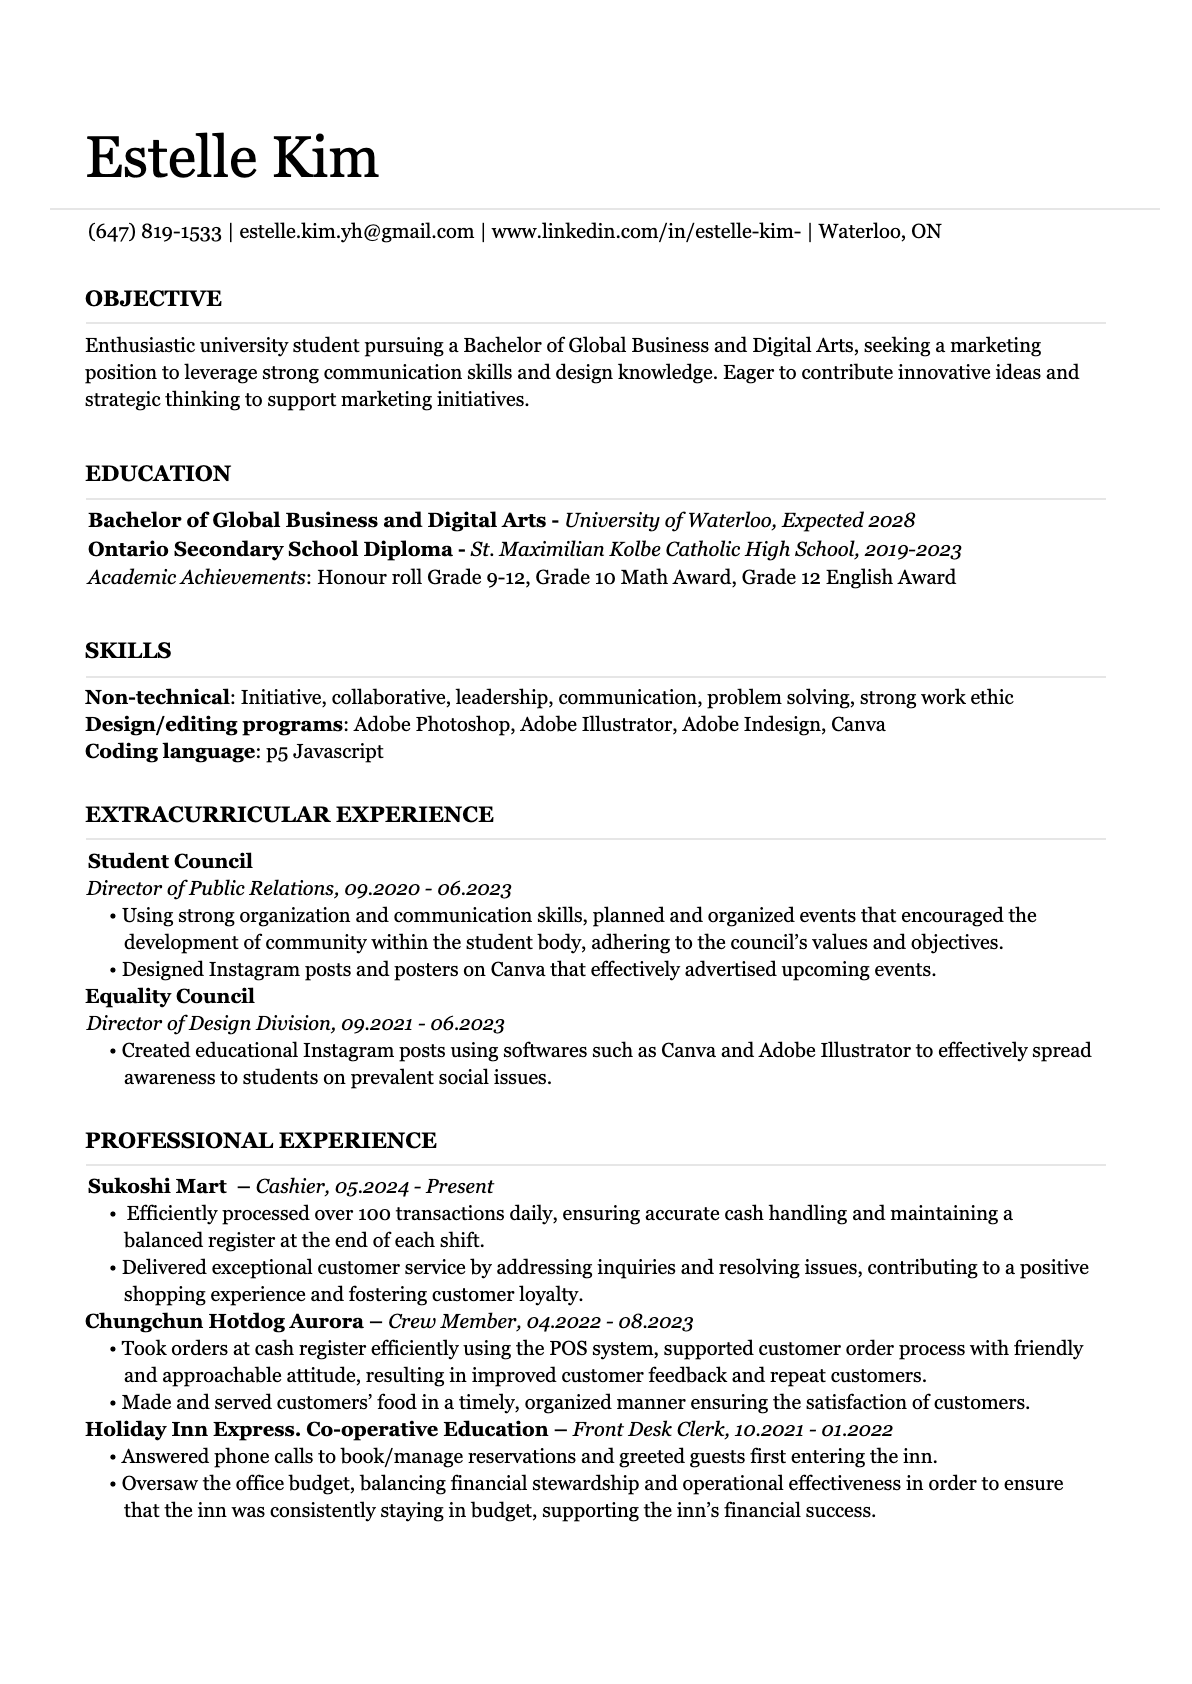 Estelle Kim
(647) 819-1533 | estelle.kim.yh@gmail.com | www.linkedin.com/in/estelle-kim- | Waterloo, ON
OBJECTIVE
Enthusiastic university student pursuing a Bachelor of Global Business and Digital Arts, seeking a marketing
position to leverage strong communication skills and design knowledge. Eager to contribute innovative ideas and
strategic thinking to support marketing initiatives.
EDUCATION
Bachelor of Global Business and Digital Arts - University of Waterloo, Expected 2028
Ontario Secondary School Diploma - St. Maximilian Kolbe Catholic High School, 2019-2023
Academic Achievements: Honour roll Grade 9-12, Grade 10 Math Award, Grade 12 English Award
SKILLS
Non-technical: Initiative, collaborative, leadership, communication, problem solving, strong work ethic
Design/editing programs: Adobe Photoshop, Adobe Illustrator, Adobe Indesign, Canva
Coding language: p5 Javascript
EXTRACURRICULAR EXPERIENCE
Student Council
Director of Public Relations, 09.2020 - 06.2023
• Using strong organization and communication skills, planned and organized events that encouraged the
development of community within the student body, adhering to the council’s values and objectives.
• Designed Instagram posts and posters on Canva that effectively advertised upcoming events.
Equality Council
Director of Design Division, 09.2021 - 06.2023
• Created educational Instagram posts using softwares such as Canva and Adobe Illustrator to effectively spread
awareness to students on prevalent social issues.
PROFESSIONAL EXPERIENCE
Sukoshi Mart – Cashier, 05.2024 - Present
• Efficiently processed over 100 transactions daily, ensuring accurate cash handling and maintaining a
balanced register at the end of each shift.
• Delivered exceptional customer service by addressing inquiries and resolving issues, contributing to a positive
shopping experience and fostering customer loyalty.
Chungchun Hotdog Aurora – Crew Member, 04.2022 - 08.2023
• Took orders at cash register efficiently using the POS system, supported customer order process with friendly
and approachable attitude, resulting in improved customer feedback and repeat customers.
• Made and served customers’ food in a timely, organized manner ensuring the satisfaction of customers.
Holiday Inn Express. Co-operative Education – Front Desk Clerk, 10.2021 - 01.2022
• Answered phone calls to book/manage reservations and greeted guests first entering the inn.
• Oversaw the office budget, balancing financial stewardship and operational effectiveness in order to ensure
that the inn was consistently staying in budget, supporting the inn’s financial success.